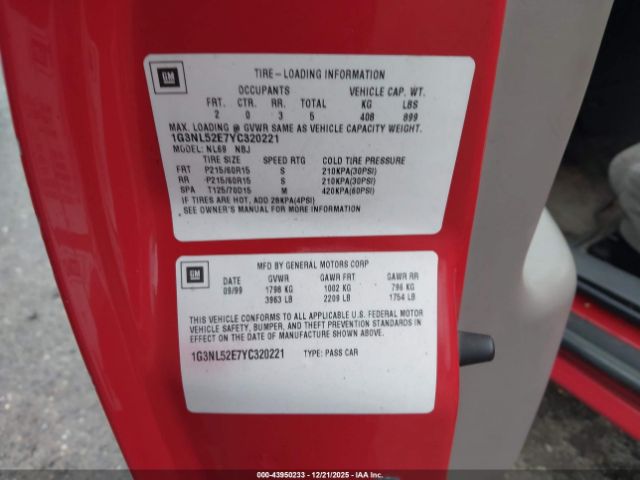 GM
TIRE-LOADING INFORMATION
OCCUPANTS VEHICLE CAP. WT.
FRT. CTR. RR. TOTAL KG LBS
2 0 3 5 408 899
MAX. LOADING @ GVWR SAME AS VEHICLE CAPACITY WEIGHT.
1G3NL52E7YC320221
MODEL: NL69 NBJ
TIRE SIZE SPEED RTG COLD TIRE PRESSURE
FRT P215/60R15 S 210KPA(30PSI)
RR P215/60R15 S 210KPA(30PSI)
SPA T125/70D15 M 420KPA(60PSI)
IF TIRES ARE HOT, ADD 28KPA(4PSI)
SEE OWNER'S MANUAL FOR MORE INFORMATION
GM
MFD BY GENERAL MOTORS CORP
DATE GVWR GAWR FRT GAWR RR
09/99 1798 KG 1002 KG 796 KG
3963 LB 2209 LB 1754 LB
THIS VEHICLE CONFORMS TO ALL APPLICABLE U.S. FEDERAL MOTOR
VEHICLE SAFETY, BUMPER, AND THEFT PREVENTION STANDARDS IN
EFFECT ON THE DATE OF MANUFACTURE SHOWN ABOVE.
1G3NL52E7YC320221 TYPE: PASS CAR
000-43950233 - 12/21/2025 - IAA. Inc.